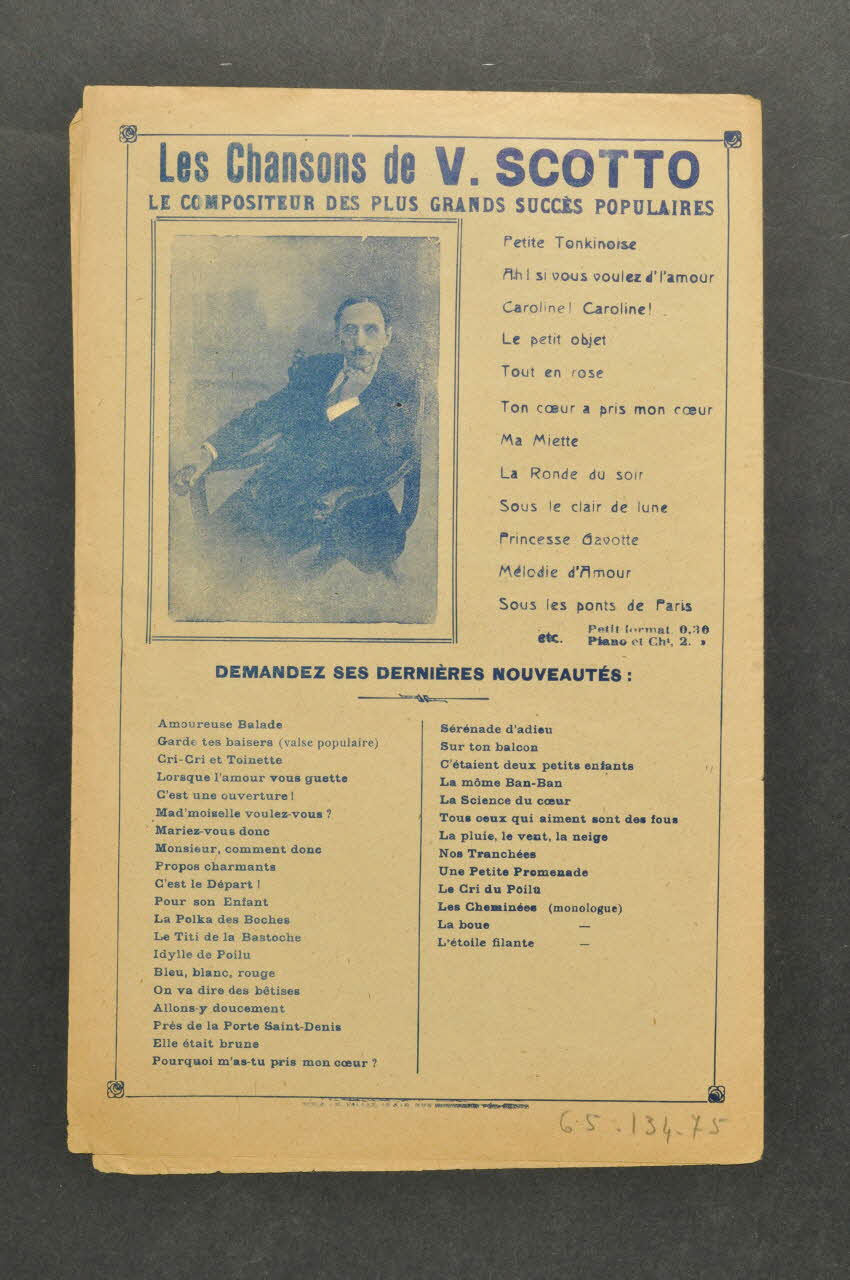 Les Chansons de V. SCOTTO
LE COMPOSITEUR DES PLUS GRANDS SUCCÈS POPULAIRES
Petite Tonkinoise
Ah! si vous voulez d'l'amour
Caroline! Caroline!
Le petit objet
Tout en rose
Ton cœur a pris mon cœur
Ma Miette
La Ronde du soir
Sous le clair de lune
Princesse Gavotte
Mélodie d'Amour
Sous les ponts de Paris
etc. Petit format, 0.30
Piano et Cht, 2. »
DEMANDEZ SES DERNIÈRES NOUVEAUTÉS :
Amoureuse Balade
Garde tes baisers (valse populaire)
Cri-Cri et Toinette
Lorsque l'amour vous guette
C'est une ouverture !
Mad'moiselle voulez-vous ?
Mariez-vous donc
Monsieur, comment donc
Propos charmants
C'est le Départ !
Pour son Enfant
La Polka des Boches
Le Titi de la Bastoche
Idylle de Poilu
Bleu, blanc, rouge
On va dire des bêtises
Allons-y doucement
Près de la Porte Saint-Denis
Elle était brune
Pourquoi m'as-tu pris mon cœur ?
Sérénade d'adieu
Sur ton balcon
C'étaient deux petits enfants
La môme Ban-Ban
La Science du cœur
Tous ceux qui aiment sont des fous
La pluie, le vent, la neige
Nos Tranchées
Une Petite Promenade
Le Cri du Poilu
Les Cheminées (monologue)
La boue —
L'étoile filante —
65.134.75